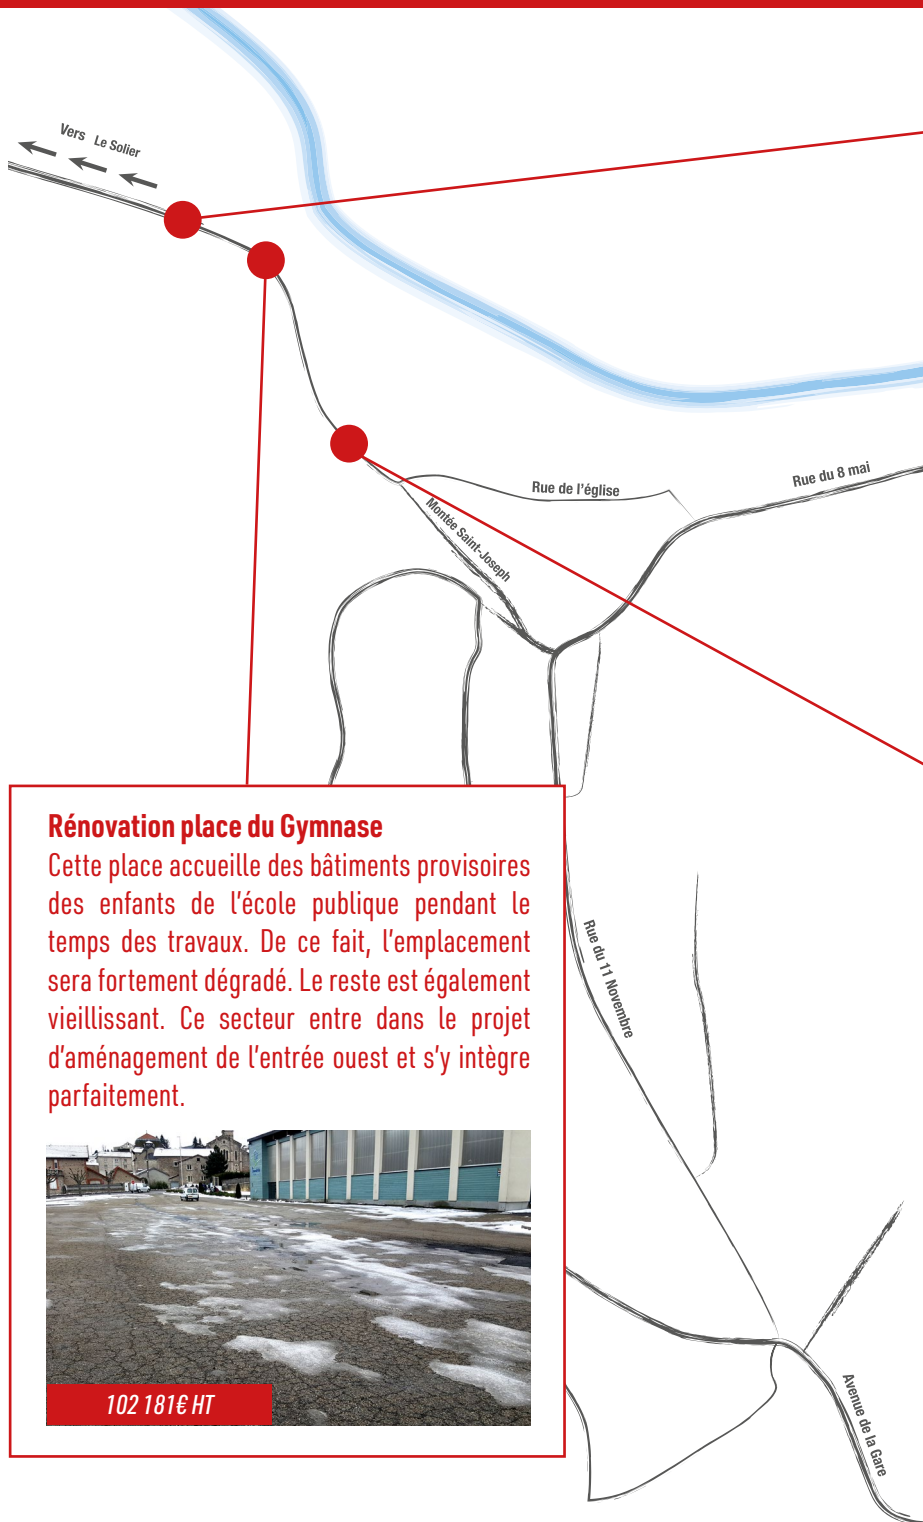 Vers Le Solier
Rue de l'église
Rue du 8 mai
Montée Saint-Joseph
Rénovation place du Gymnase
Cette place accueille des bâtiments provisoires
des enfants de l'école publique pendant le
temps des travaux. De ce fait, l'emplacement
sera fortement dégradé. Le reste est également
vieillissant. Ce secteur entre dans le projet
d'aménagement de l'entrée ouest et s'y intègre
parfaitement.
102 181€ HT
Rue du 11 Novembre
Avenue de la Gare